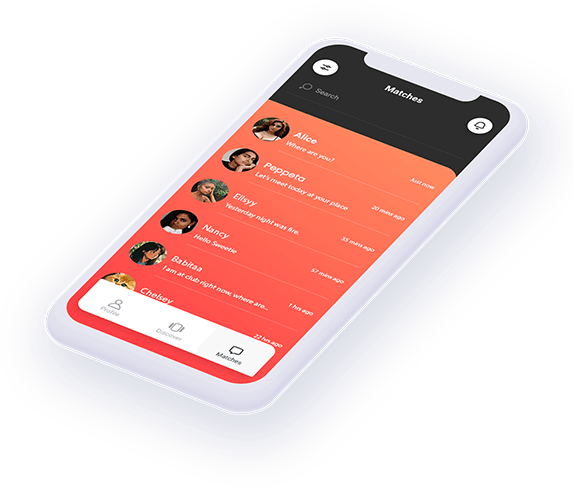 Matches
Search
Alice
Where are you?
Just now
Peppeta
Let's meet today at your place
20 mins ago
Elisyy
Yesterday night was fire.
35 mins ago
Nancy
Hello Sweetie
57 mins ago
Babitaa
I am at club right now, where are...
1 hrs ago
Chelsey
22 hrs ago
Profile
Discover
Matches